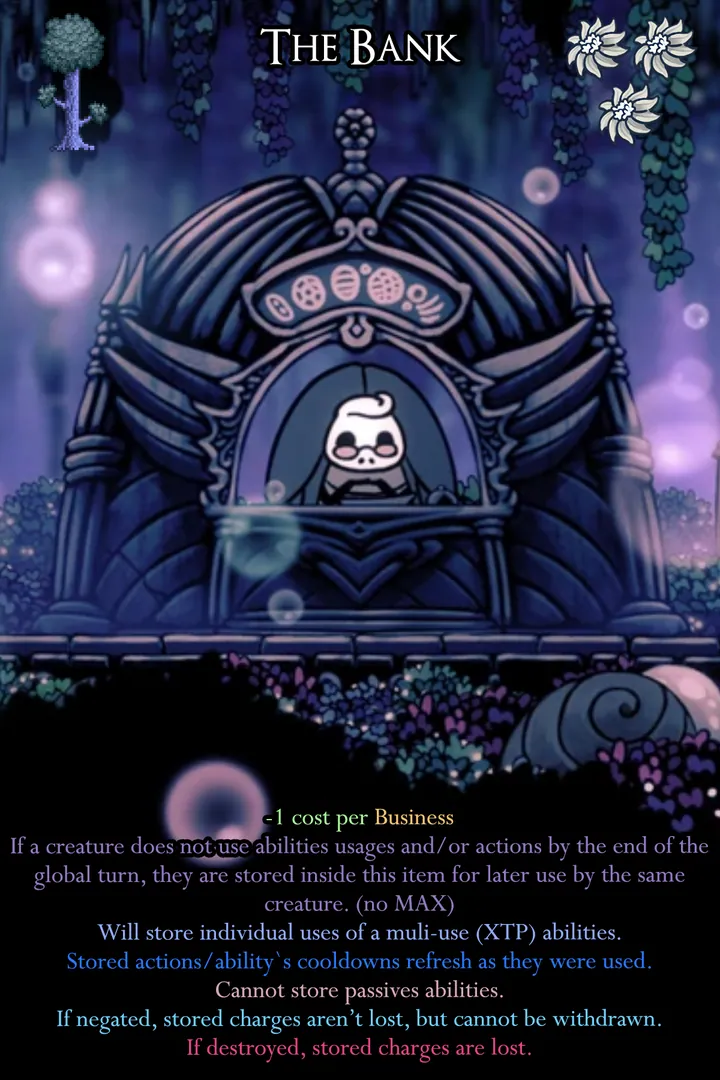 THE BANK
-1 cost per Business
If a creature does not use abilities usages and/or actions by the end of the
global turn, they are stored inside this item for later use by the same
creature. (no MAX)
Will store individual uses of a muli-use (XTP) abilities.
Stored actions/ability`s cooldowns refresh as they were used.
Cannot store passives abilities.
If negated, stored charges aren’t lost, but cannot be withdrawn.
If destroyed, stored charges are lost.